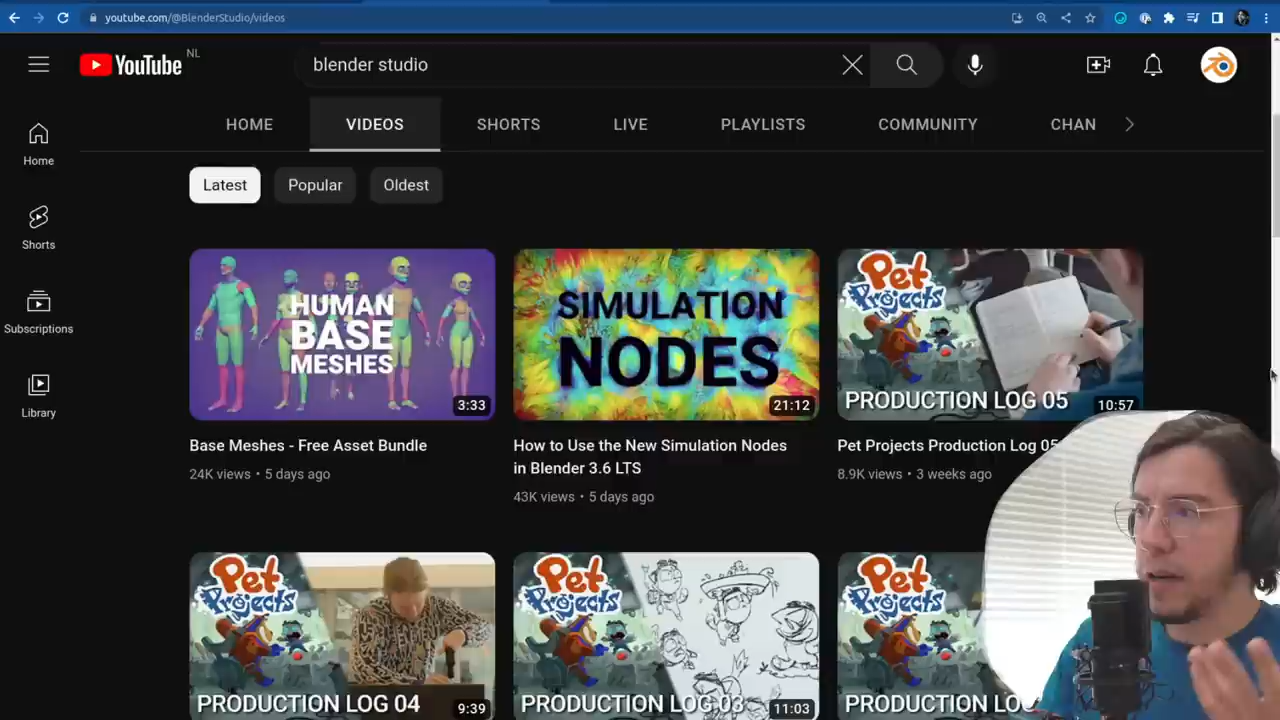 youtube.com/@BlenderStudio/videos
YouTube NL
blender studio
HOME VIDEOS SHORTS LIVE PLAYLISTS COMMUNITY CHAN
Latest Popular Oldest
Home
Shorts
Subscriptions
Library
HUMAN
BASE
MESHES
3:33
Base Meshes - Free Asset Bundle
24K views • 5 days ago
SIMULATION
NODES
21:12
How to Use the New Simulation Nodes
in Blender 3.6 LTS
43K views • 5 days ago
Pet
Projects
PRODUCTION LOG 05
10:57
Pet Projects Production Log 05
8.9K views • 3 weeks ago
Pet
Projects
PRODUCTION LOG 04
9:39
Pet
Projects
PRODUCTION LOG 03
11:03
Pet
Projects
PRODUCTION